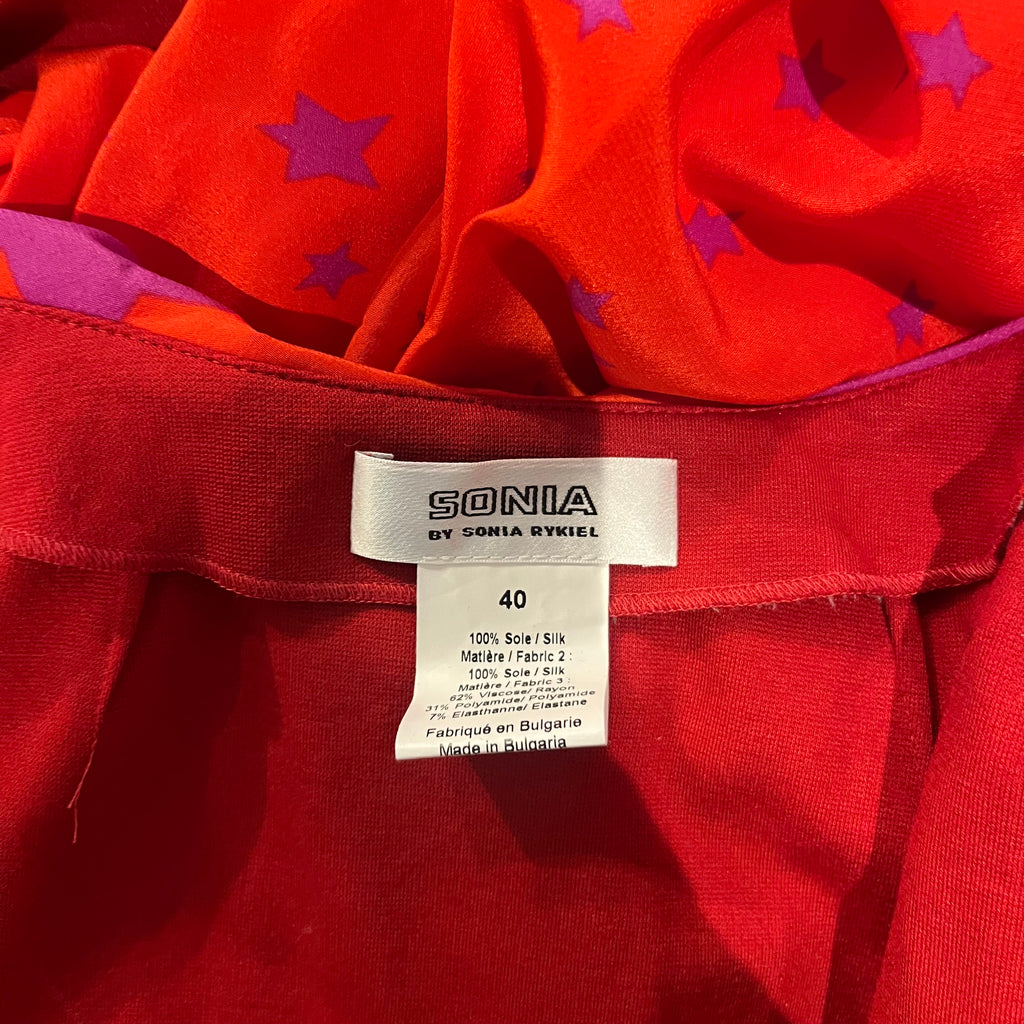 SONIA
BY SONIA RYKIEL
40
100% Soie / Silk
Matière / Fabric 2 :
100% Soie / Silk
Matière / Fabric 3 :
62% Viscose/ Rayon
31% Polyamide/ Polyamide
7% Elasthanne/ Elastane
Fabriqué en Bulgarie
Made in Bulgaria